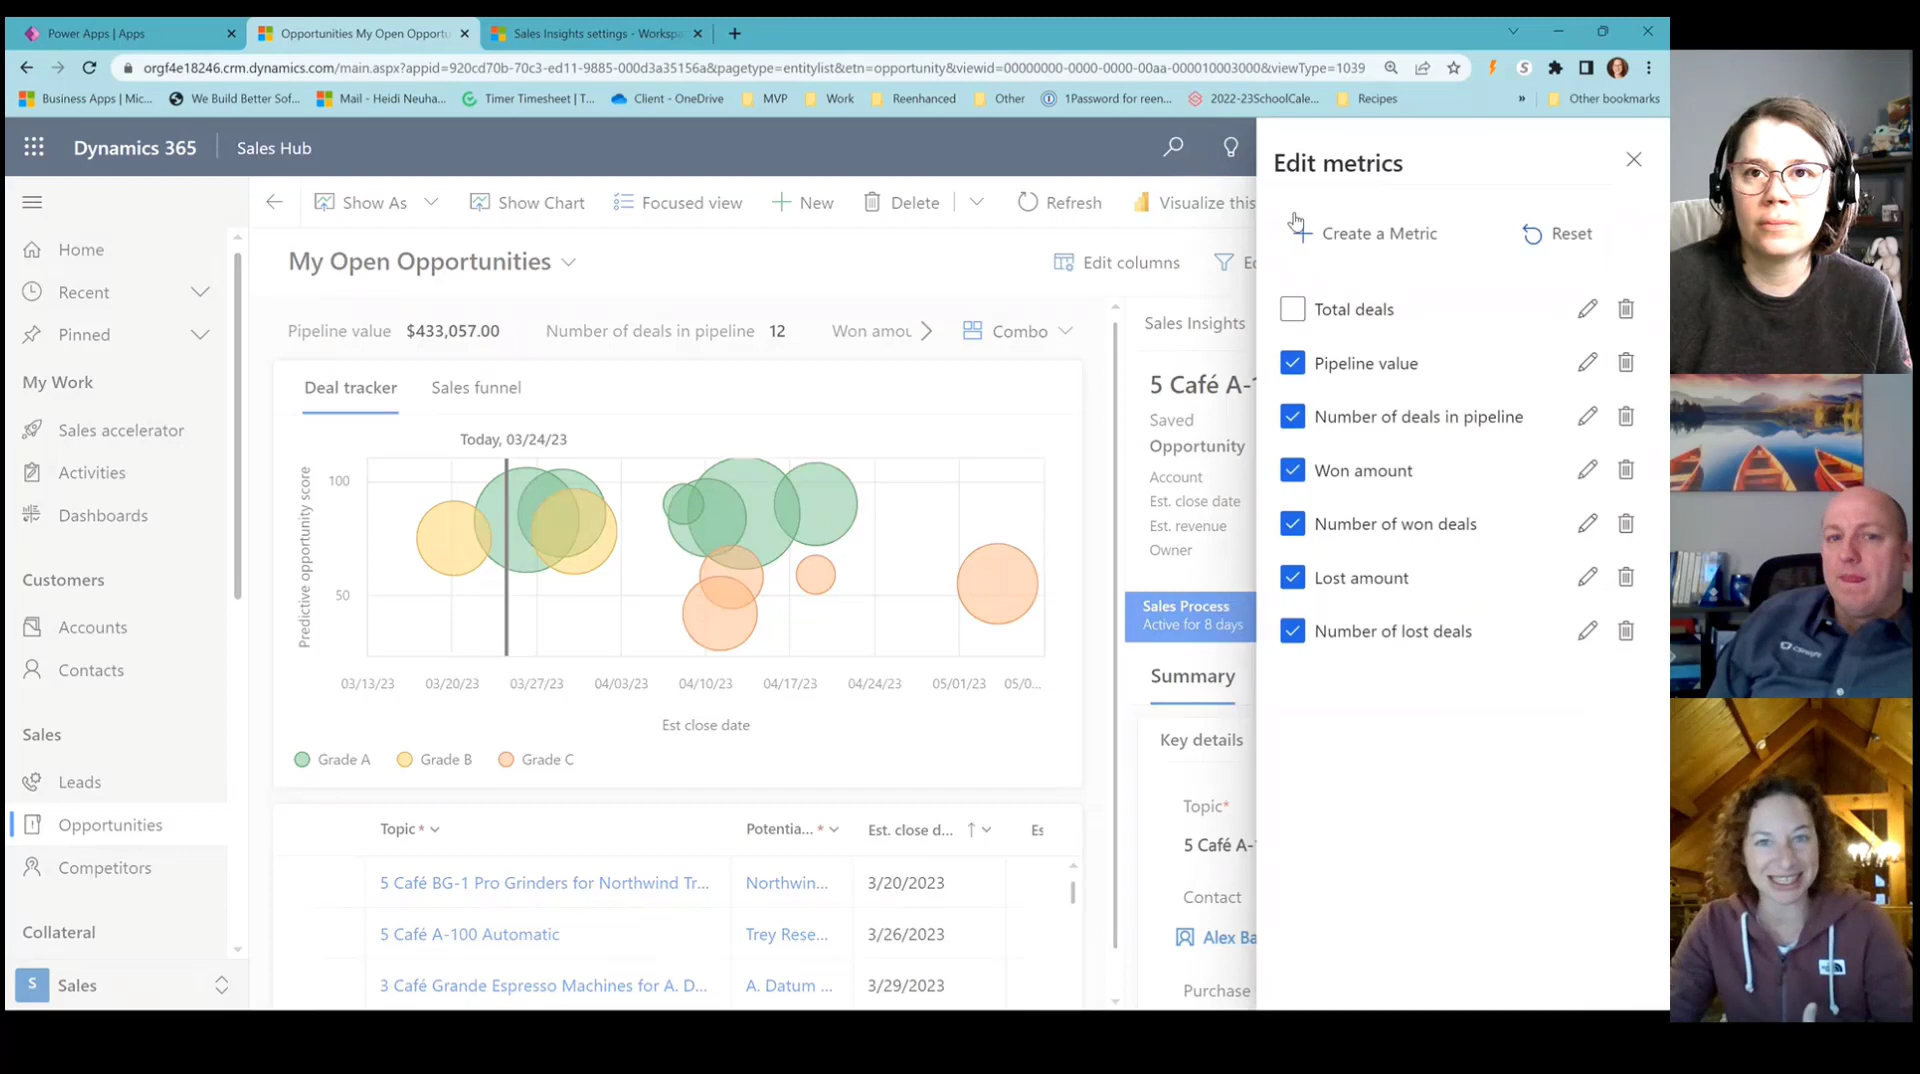 Power Apps | Apps
Opportunities My Open Opportu
Sales Insights settings - Workspa
orgf4e18246.crm.dynamics.com/main.aspx?appid=920cd70b-70c3-ed11-9885-000d3a35156a&pagetype=entitylist&etn=opportunity&viewid=00000000-0000-0000-00aa-000010003000&viewType=1039
Business Apps | Mic...
We Build Better Sof...
Mail - Heidi Neuha...
Timer Timesheet | T...
Client - OneDrive
MVP
Work
Reenhanced
Other
1Password for reen...
2022-23SchoolCale...
Recipes
»
Other bookmarks
Dynamics 365
Sales Hub
Home
Recent
Pinned
My Work
Sales accelerator
Activities
Dashboards
Customers
Accounts
Contacts
Sales
Leads
Opportunities
Competitors
Collateral
S
Sales
Show As
Show Chart
Focused view
New
Delete
Refresh
Visualize this
My Open Opportunities
Edit columns
Pipeline value $433,057.00
Number of deals in pipeline 12
Won amou
Combo
Deal tracker
Sales funnel
Today, 03/24/23
Predictive opportunity score
100
50
03/13/23 03/20/23 03/27/23 04/03/23 04/10/23 04/17/23 04/24/23 05/01/23 05/0...
Est close date
Grade A
Grade B
Grade C
Topic*
Potentia... *
Est. close d...
Es
5 Café BG-1 Pro Grinders for Northwind Tr... Northwin... 3/20/2023
5 Café A-100 Automatic Trey Rese... 3/26/2023
3 Café Grande Espresso Machines for A. D... A. Datum ... 3/29/2023
Sales Insights
5 Café A-1
Saved
Opportunity
Account
Est. close date
Est. revenue
Owner
Sales Process
Active for 8 days
Summary
Key details
Topic*
5 Café A-1
Contact
Alex Ba
Purchase
Edit metrics
Create a Metric
Reset
Total deals
Pipeline value
Number of deals in pipeline
Won amount
Number of won deals
Lost amount
Number of lost deals